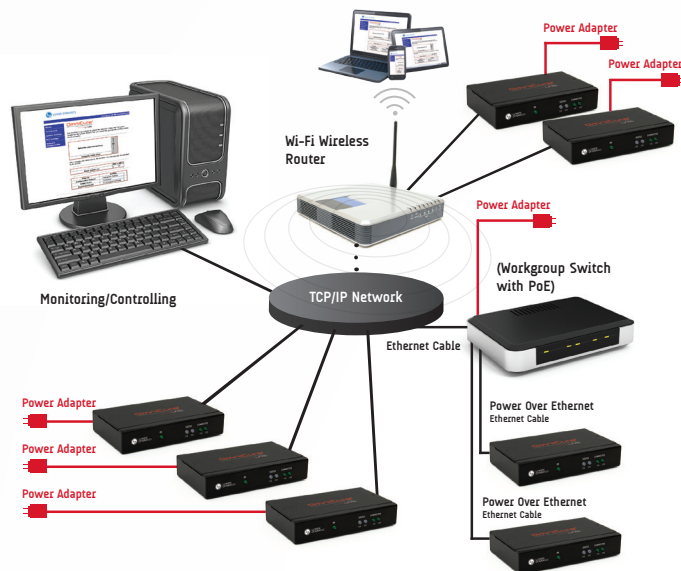 Power Adapter
Power Adapter
Wi-Fi Wireless
Router
Power Adapter
(Workgroup Switch
with PoE)
Monitoring/Controlling
TCP/IP Network
Ethernet Cable
Power Adapter
Power Over Ethernet
Ethernet Cable
Power Adapter
Power Adapter
Power Over Ethernet
Ethernet Cable